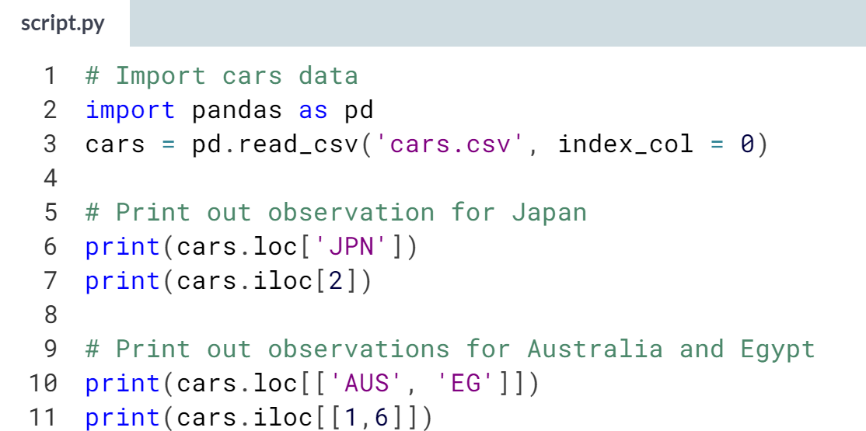 script.py
1 # Import cars data
2 import pandas as pd
3 cars = pd.read_csv('cars.csv', index_col = 0)
4
5 # Print out observation for Japan
6 print(cars.loc['JPN'])
7 print(cars.iloc[2])
8
9 # Print out observations for Australia and Egypt
10 print(cars.loc[['AUS', 'EG']])
11 print(cars.iloc[[1,6]])